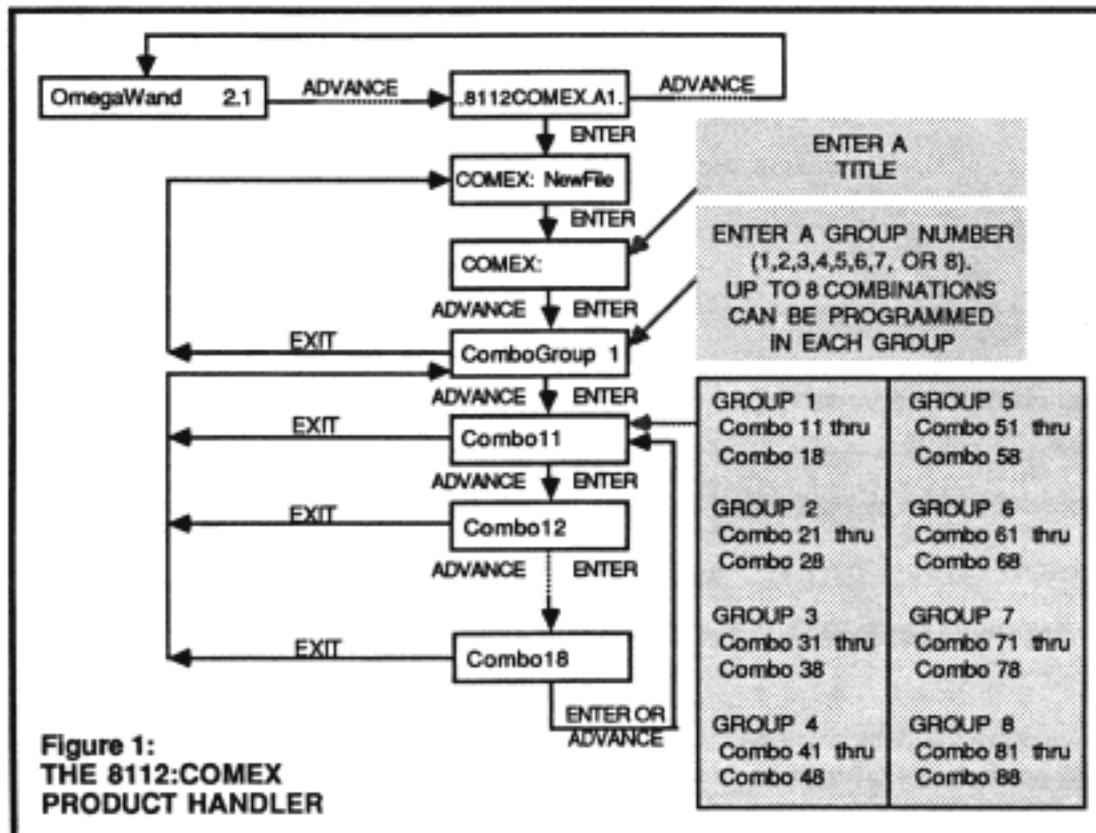 OmegaWand 2.1
ADVANCE
..8112COMEX.A1.
ADVANCE
ENTER
COMEX: NewFile
ENTER
ENTER A
TITLE
COMEX:
ADVANCE ENTER
ENTER A GROUP NUMBER
(1,2,3,4,5,6,7, OR 8).
UP TO 8 COMBINATIONS
CAN BE PROGRAMMED
IN EACH GROUP
EXIT
ComboGroup 1
ADVANCE ENTER
EXIT
Combo11
ADVANCE ENTER
EXIT
Combo12
ADVANCE ENTER
EXIT
Combo18
ENTER OR
ADVANCE
GROUP 1
Combo 11 thru
Combo 18
GROUP 2
Combo 21 thru
Combo 28
GROUP 3
Combo 31 thru
Combo 38
GROUP 4
Combo 41 thru
Combo 48
GROUP 5
Combo 51 thru
Combo 58
GROUP 6
Combo 61 thru
Combo 68
GROUP 7
Combo 71 thru
Combo 78
GROUP 8
Combo 81 thru
Combo 88
Figure 1:
THE 8112:COMEX
PRODUCT HANDLER